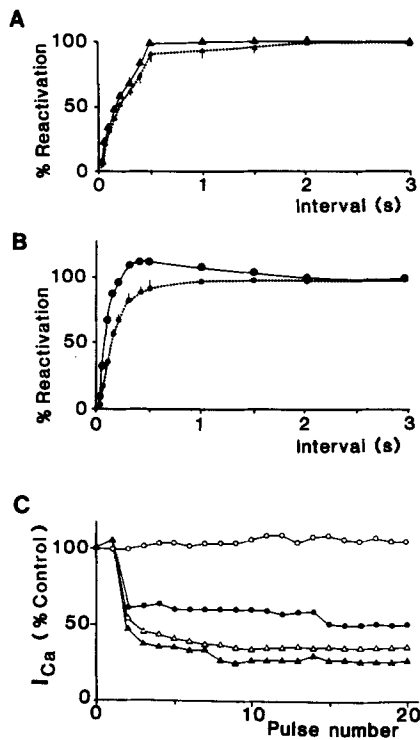 A
% Reactivation
100
50
0
0
1
2
3
Interval (s)
B
% Reactivation
100
50
0
0
1
2
3
Interval (s)
C
I Ca (% Control)
100
50
0
0
10
20
Pulse number